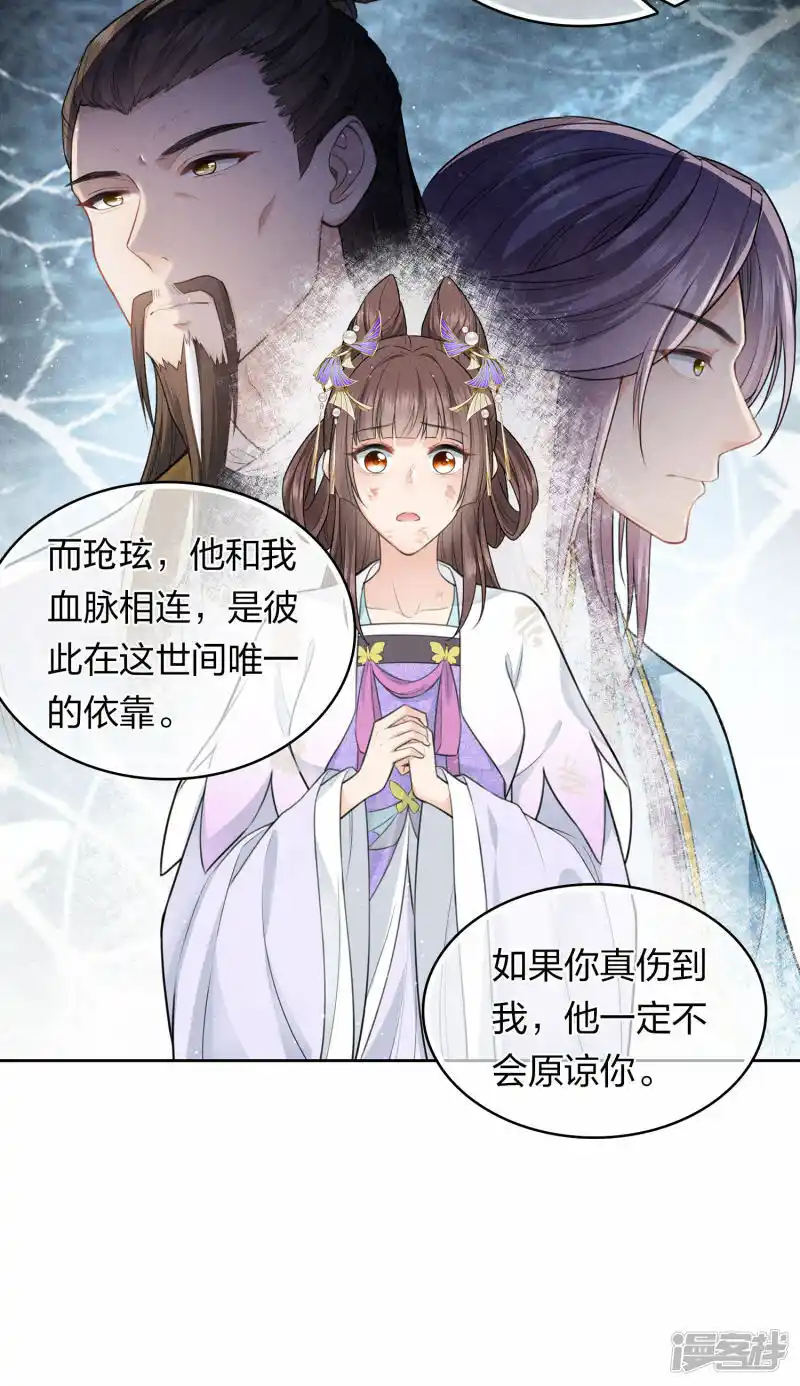 而玱玹，他和我
血脉相连，是彼
此在这世间唯一
的依靠。
如果你真伤到
我，他一定不
会原谅你。
漫客栈